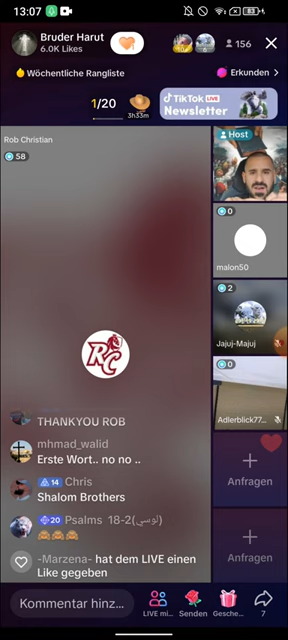 13:07
83
Bruder Harut
6.0K Likes
156
Wöchentliche Rangliste
Erkunden
1/20
3h33m
TikTok LIVE
Newsletter
Rob Christian
58
Host
0
malon50
2
Jajuj-Majuj
0
Adlerblick77...
RC
THANKYOU ROB
mhmad_walid
Erste Wort.. no no ..
14 Chris
Shalom Brothers
20 Psalms 18-2(لوسي)
-Marzena- hat dem LIVE einen
Like gegeben
Anfragen
Anfragen
Kommentar hinz...
LIVE mi...
Senden
Gesche...
7